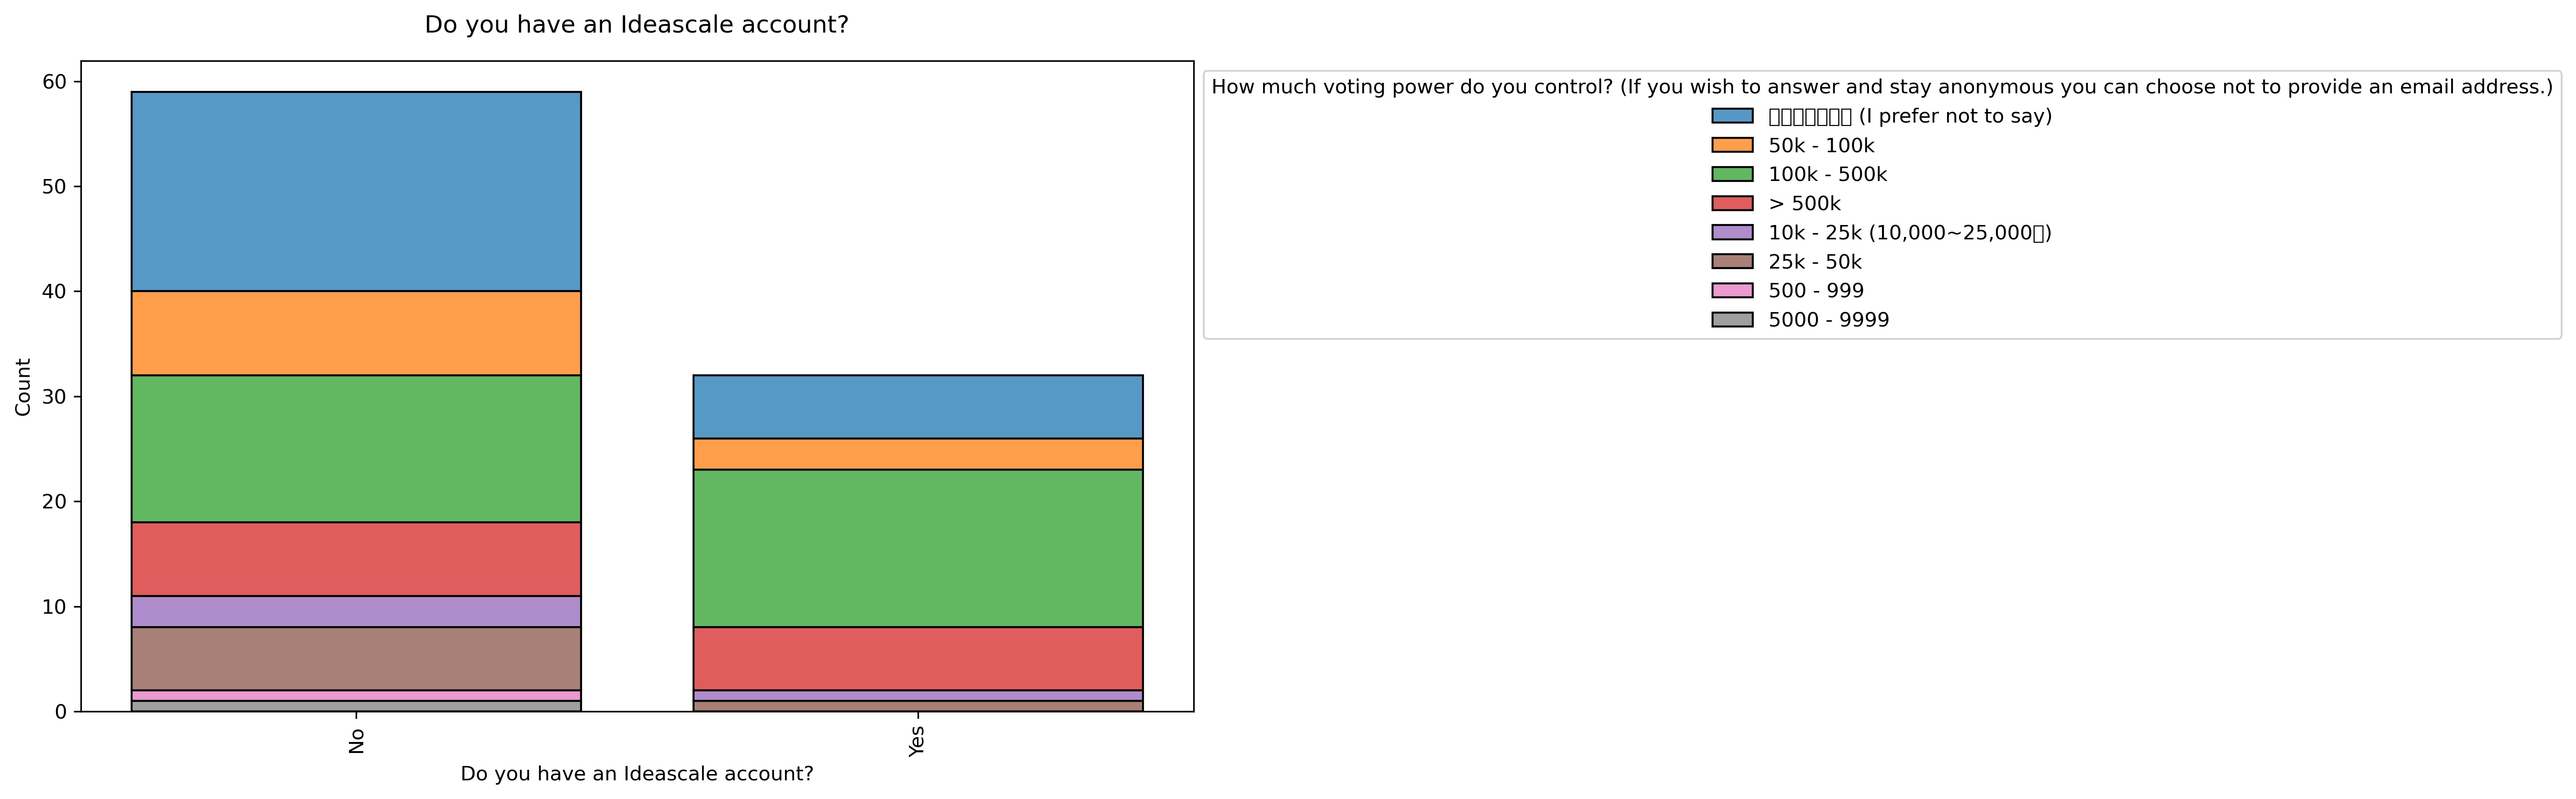 Do you have an Ideascale account?
60
50
40
30
20
10
0
Count
No
Yes
Do you have an Ideascale account?
How much voting power do you control? (If you wish to answer and stay anonymous you can choose not to provide an email address.)
(I prefer not to say)
50k - 100k
100k - 500k
> 500k
10k - 25k (10,000~25,000)
25k - 50k
500 - 999
5000 - 9999